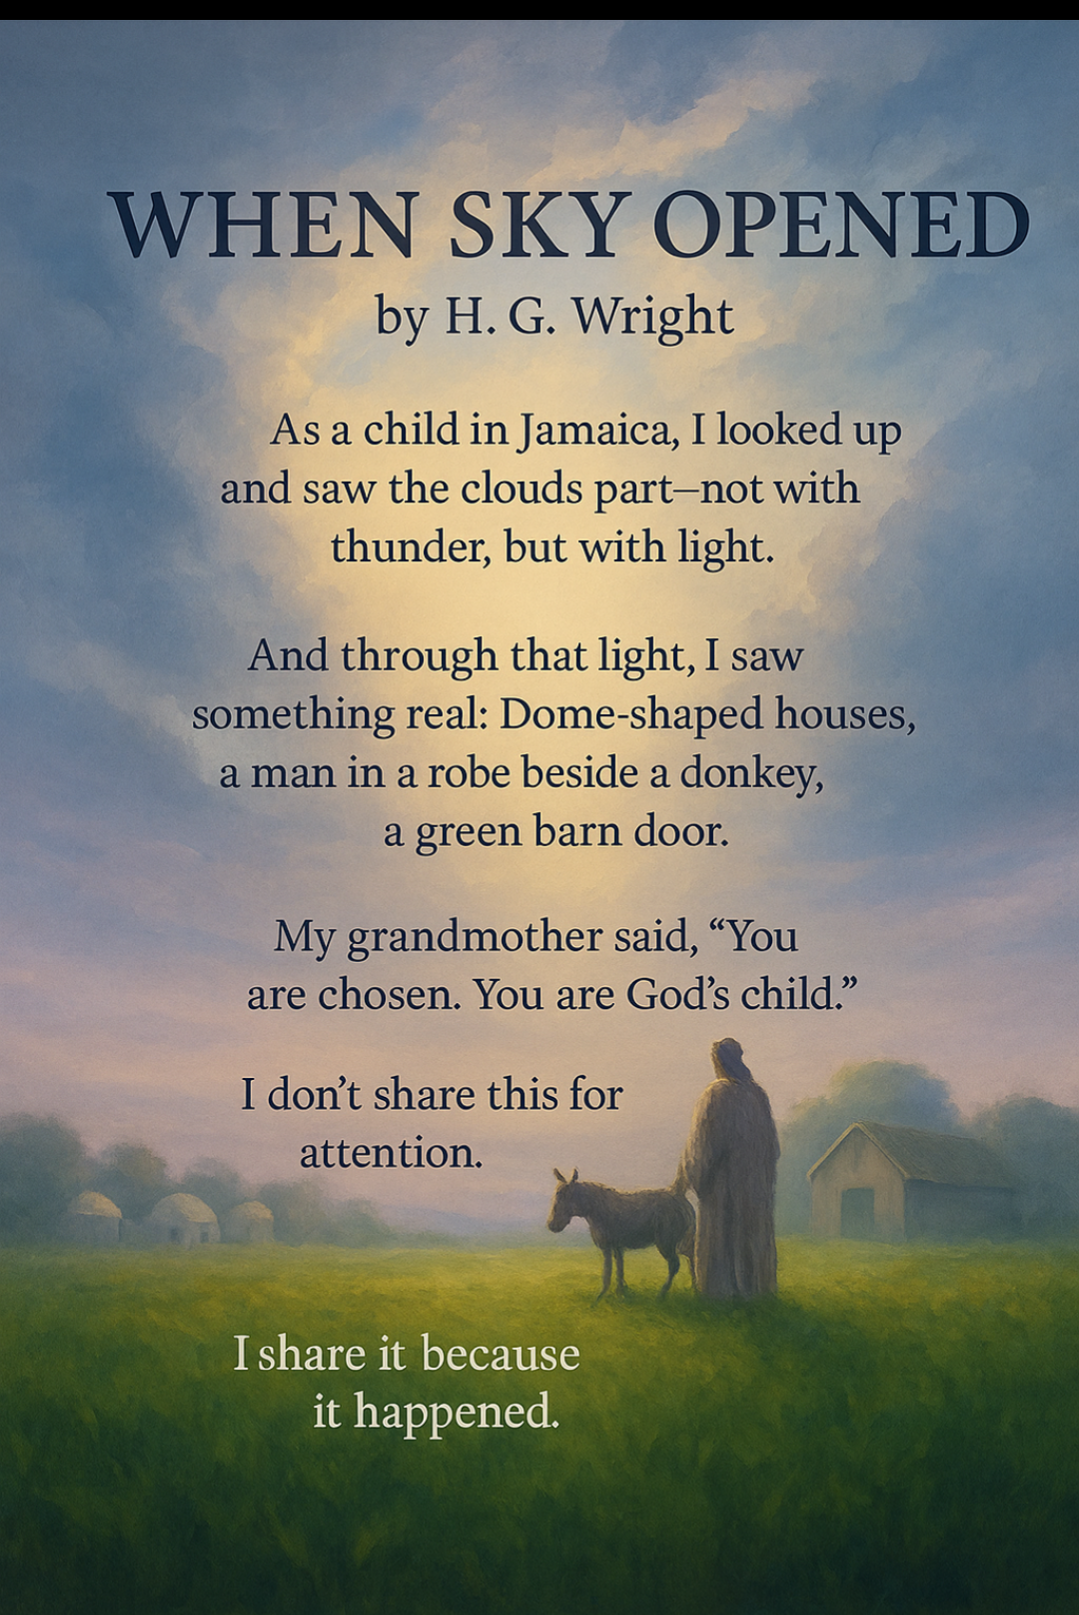 WHEN SKY OPENED
by H. G. Wright
As a child in Jamaica, I looked up
and saw the clouds part—not with
thunder, but with light.
And through that light, I saw
something real: Dome-shaped houses,
a man in a robe beside a donkey,
a green barn door.
My grandmother said, “You
are chosen. You are God’s child.”
I don’t share this for
attention.
I share it because
it happened.